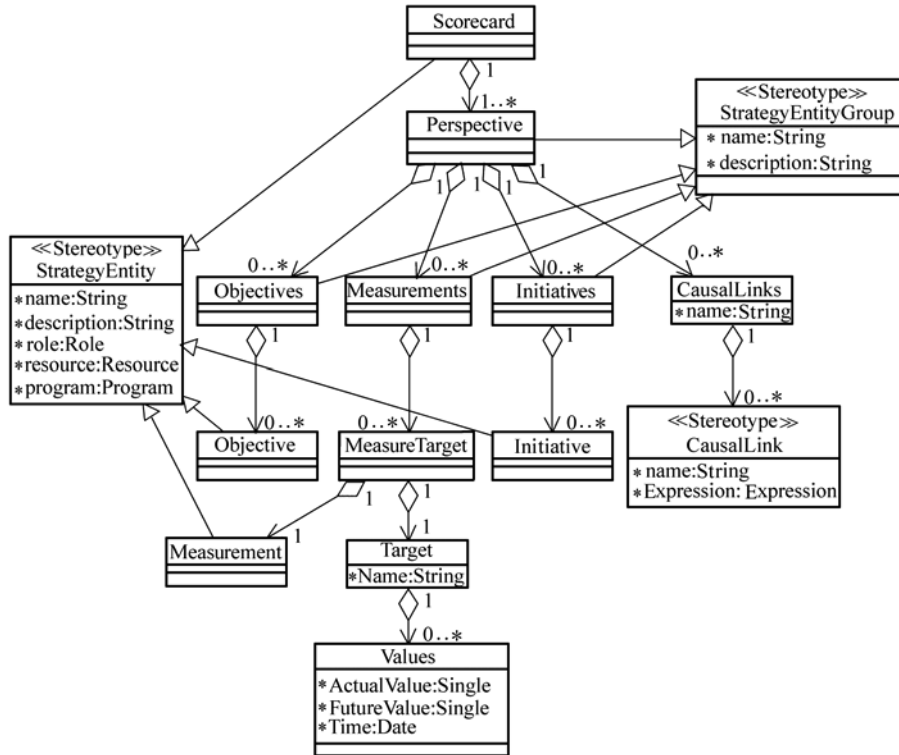 Scorecard
1
1..*
Perspective
1
1
1
1
≪Stereotype≫
StrategyEntityGroup
* name:String
* description:String
≪Stereotype≫
StrategyEntity
*name:String
*description:String
*role:Role
*resource:Resource
*program:Program
0..*
Objectives
1
0..*
Measurements
1
0..*
Initiatives
1
0..*
CausalLinks
*name:String
1
0..*
Objective
0..*
MeasureTarget
1
1
0..*
Initiative
0..*
≪Stereotype≫
CausalLink
* name:String
*Expression: Expression
1
Measurement
1
Target
*Name:String
1
0..*
Values
*ActualValue:Single
*FutureValue:Single
*Time:Date